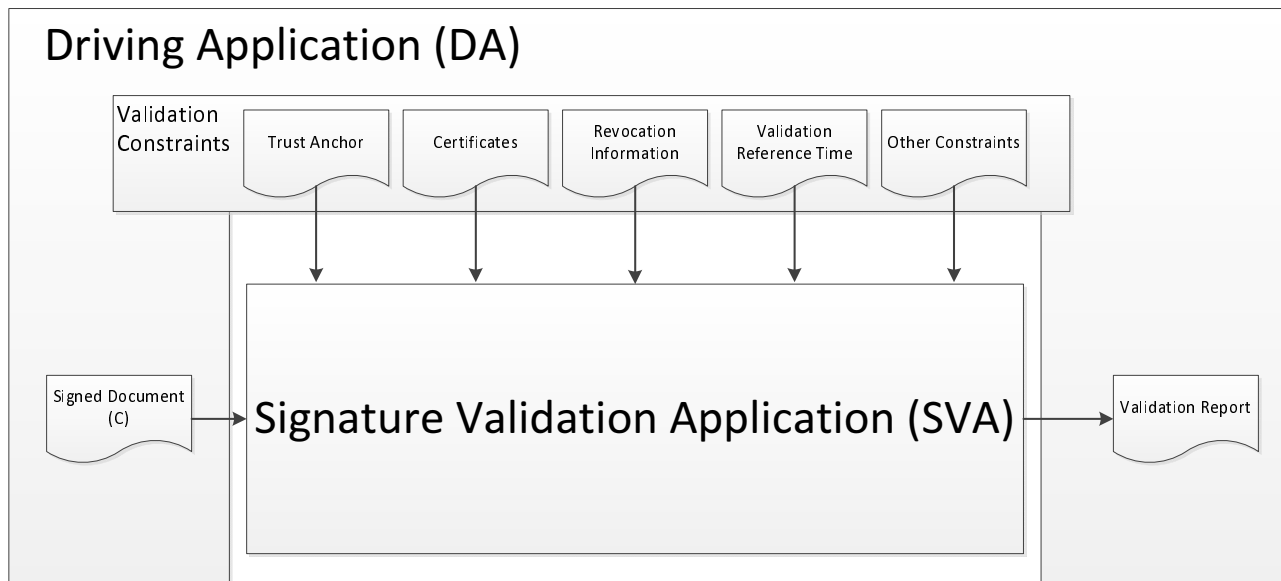 Driving Application (DA)
Validation
Constraints
Trust Anchor
Certificates
Revocation
Information
Validation
Reference Time
Other Constraints
Signed Document
(C)
Signature Validation Application (SVA)
Validation Report